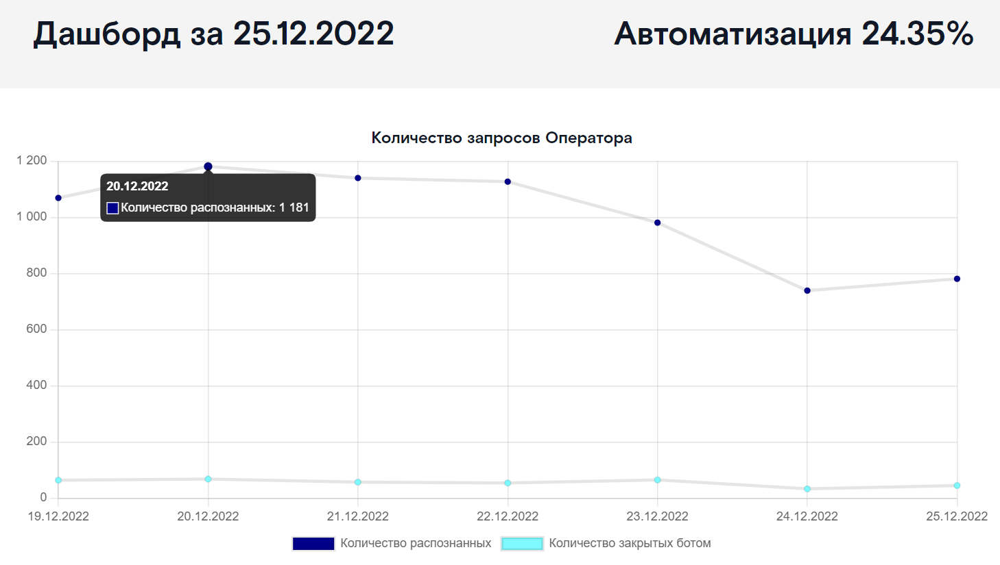 Дашборд за 25.12.2022
Автоматизация 24.35%
Количество запросов Оператора
1 200
20.12.2022
Количество распознанных: 1 181
1 000
800
600
400
200
0
19.12.2022 20.12.2022 21.12.2022 22.12.2022 23.12.2022 24.12.2022 25.12.2022
Количество распознанных Количество закрытых ботом